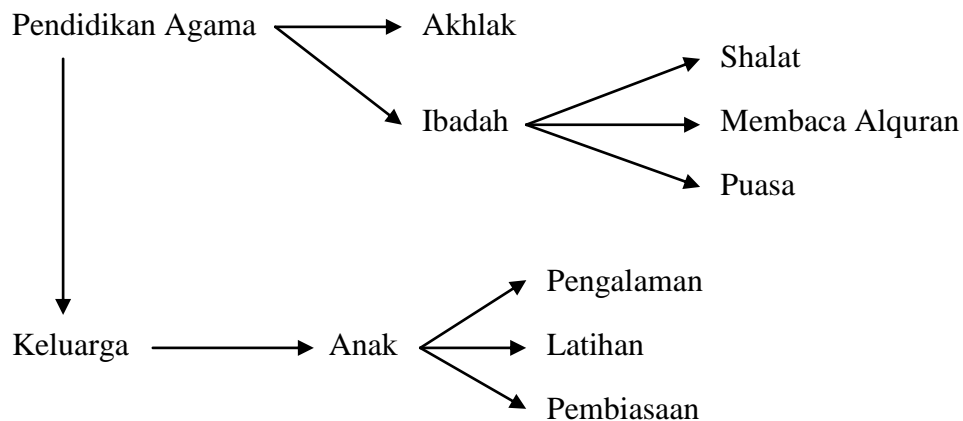 Pendidikan Agama
Akhlak
Ibadah
Shalat
Membaca Alquran
Puasa
Keluarga
Anak
Pengalaman
Latihan
Pembiasaan